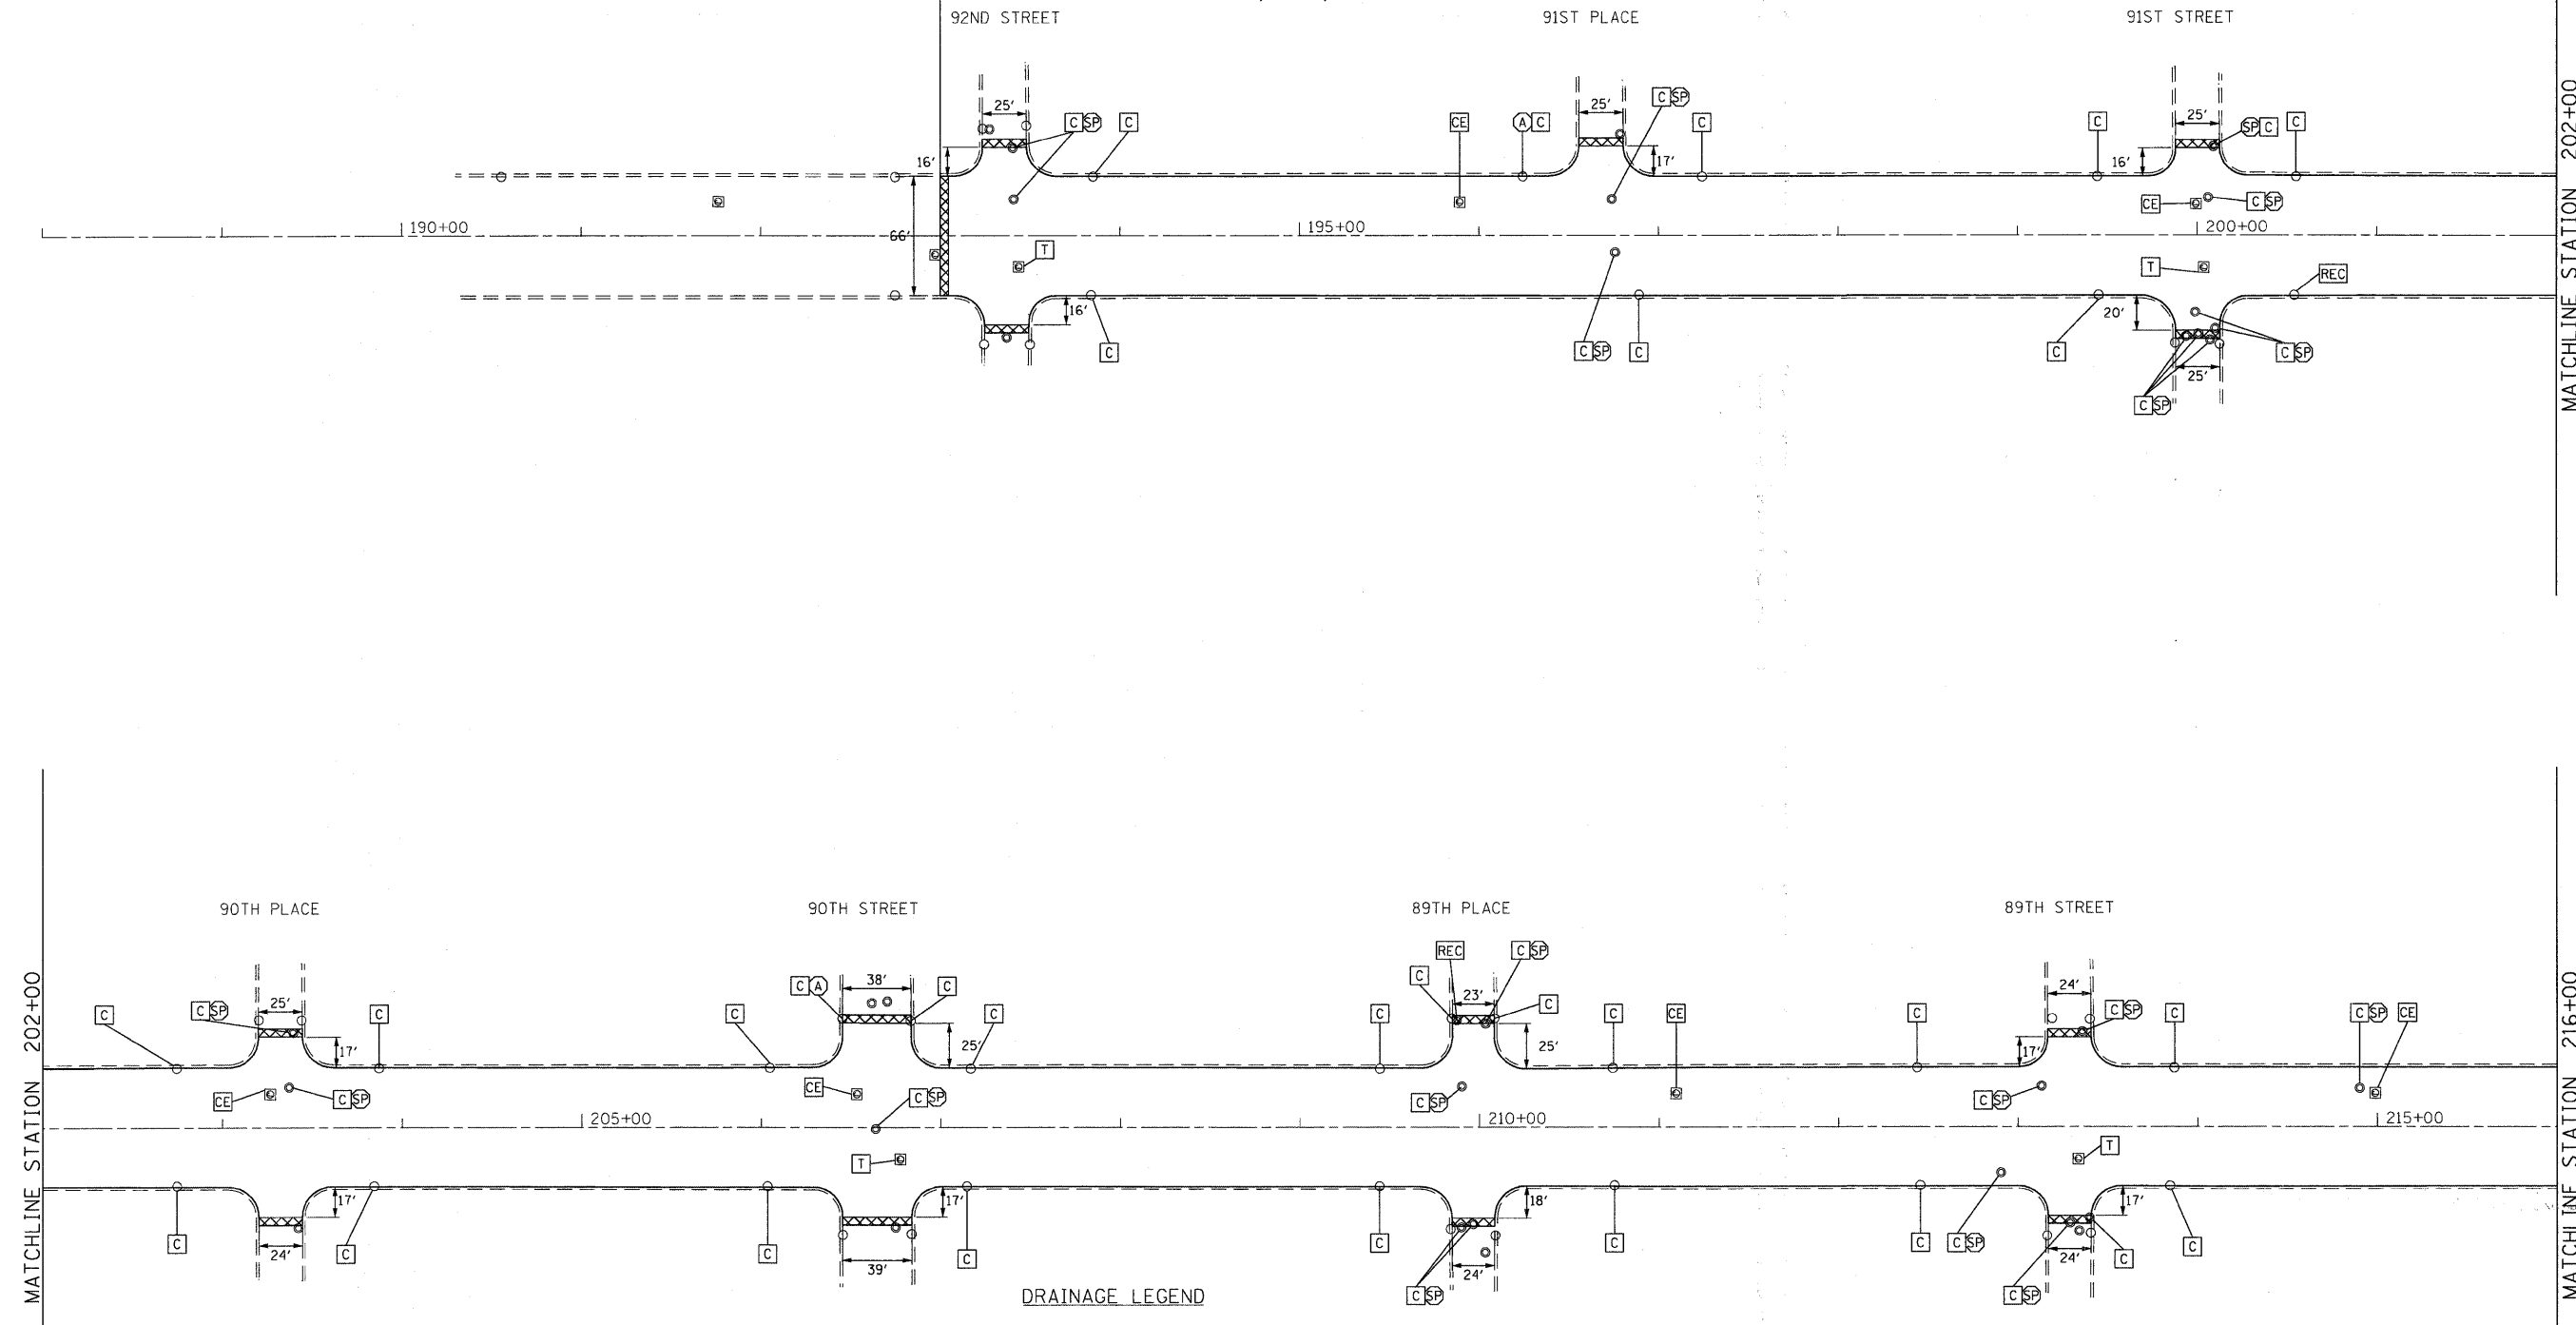 92ND STREET 91ST PLACE 91ST STREET
C SP
25' 25' C SP C CE A C C C 25' SP C C
16' 17' 16'
CE C SP
190+00 195+00 200+00
66'
T T REC
16' 20'
C C SP C C C SP
25'
C SP
MATCHLINE STATION 202+00
90TH PLACE 90TH STREET 89TH PLACE 89TH STREET
REC C SP
C A 38' C C 24'
C C SP 25' C C C 23' C C C CE C C SP C C SP CE
17' 25' 25' 17'
CE C SP CE C SP C SP C SP
205+00 210+00 215+00
T T
17' 17' 18' 17'
C 24' C C C C C C C SP 24' C C
39' 24'
C SP C SP
DRAINAGE LEGEND
MATCHLINE STATION 202+00
MATCHLINE STATION 216+00